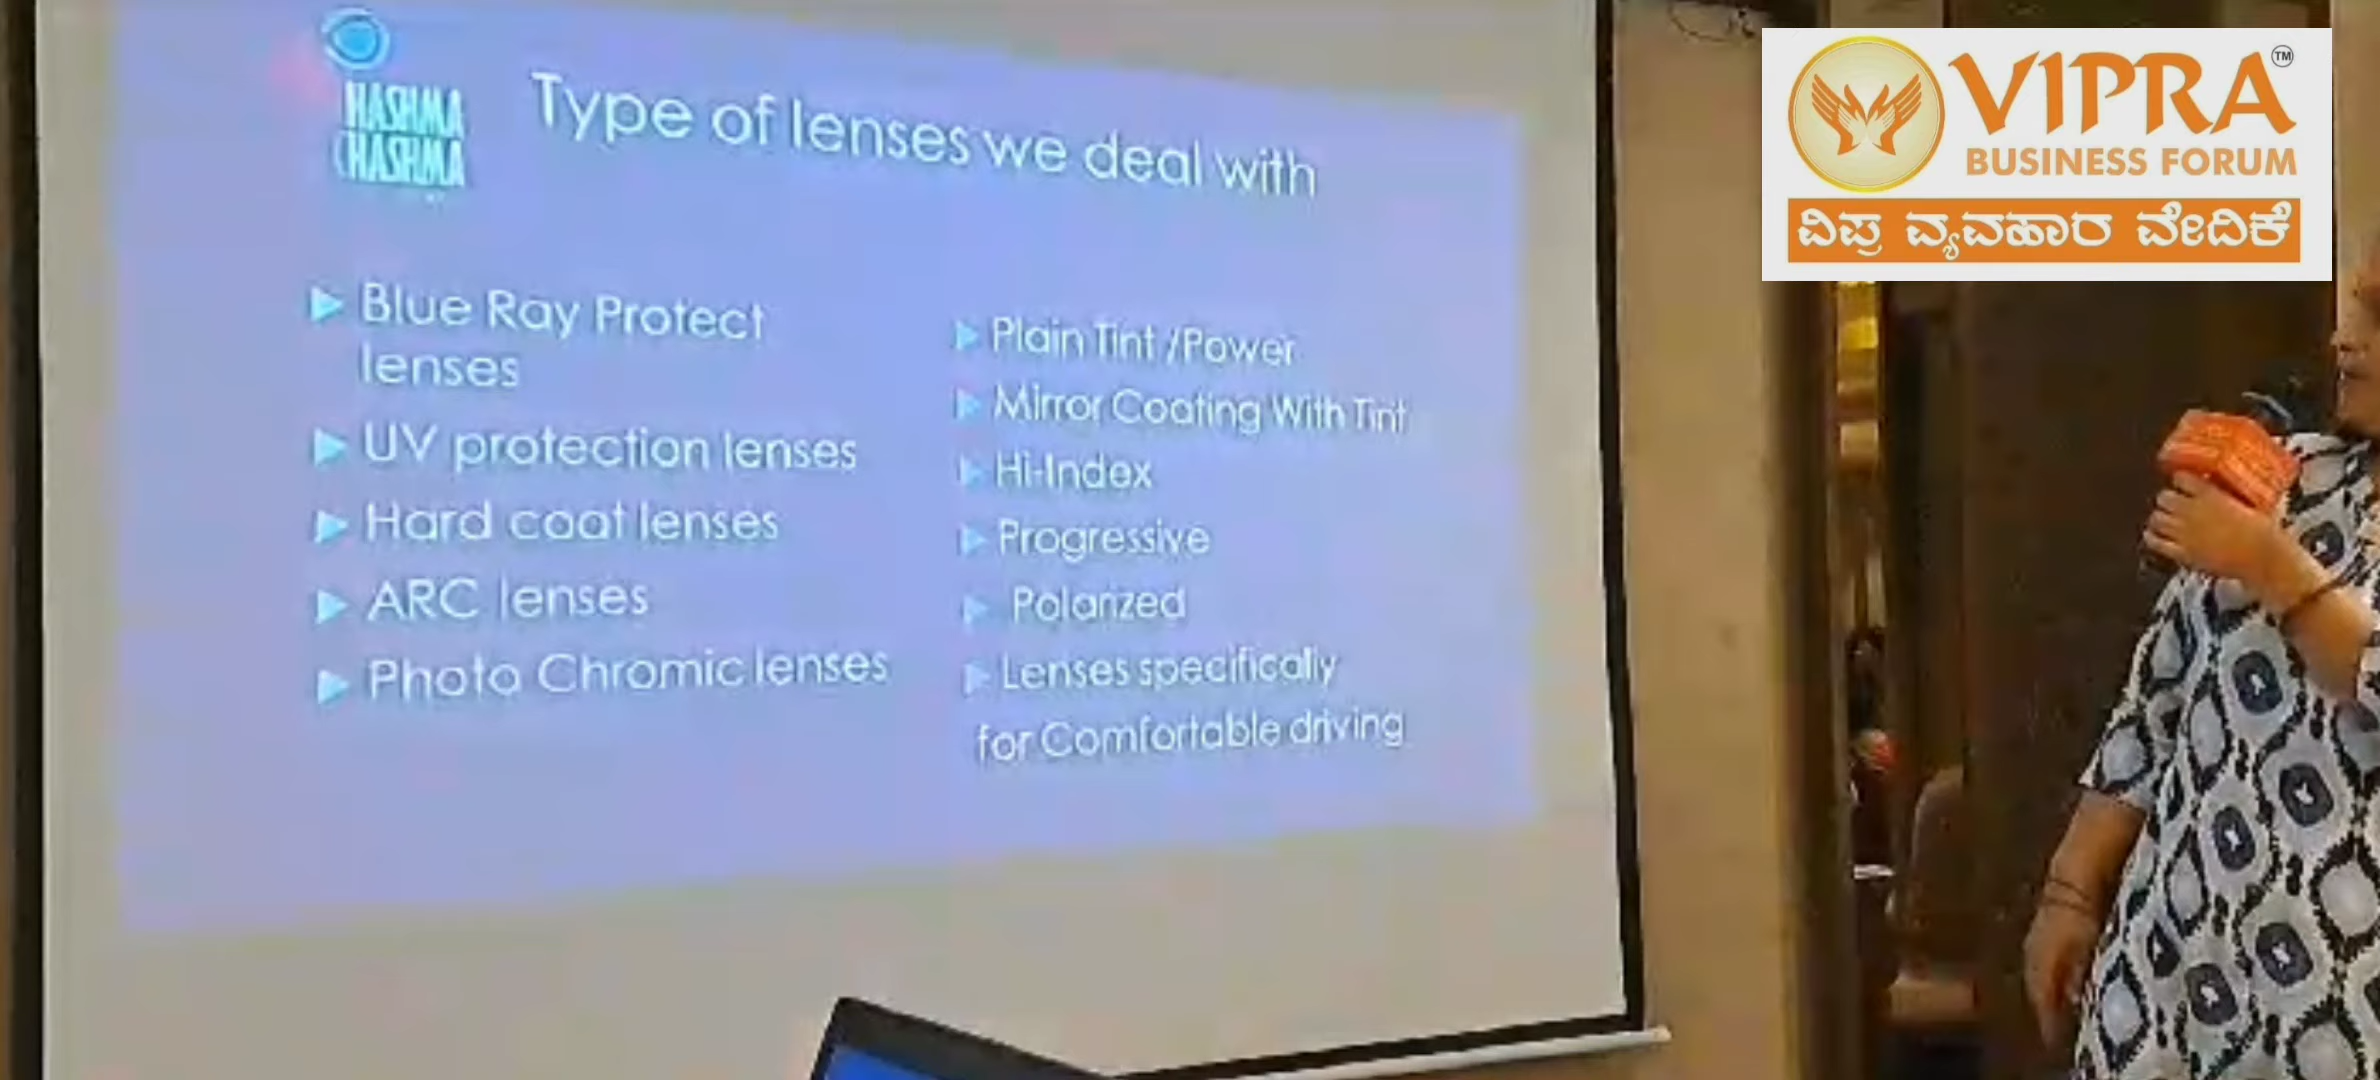 HASHMA
CHASHMA
Type of lenses we deal with
Blue Ray Protect
lenses
UV protection lenses
Hard coat lenses
ARC lenses
Photo Chromic lenses
Plain Tint /Power
Mirror Coating With Tint
Hi-Index
Progressive
Polarized
Lenses specifically
for Comfortable driving
VIPRA™
BUSINESS FORUM
ವಿಪ್ರ ವ್ಯವಹಾರ ವೇದಿಕೆ